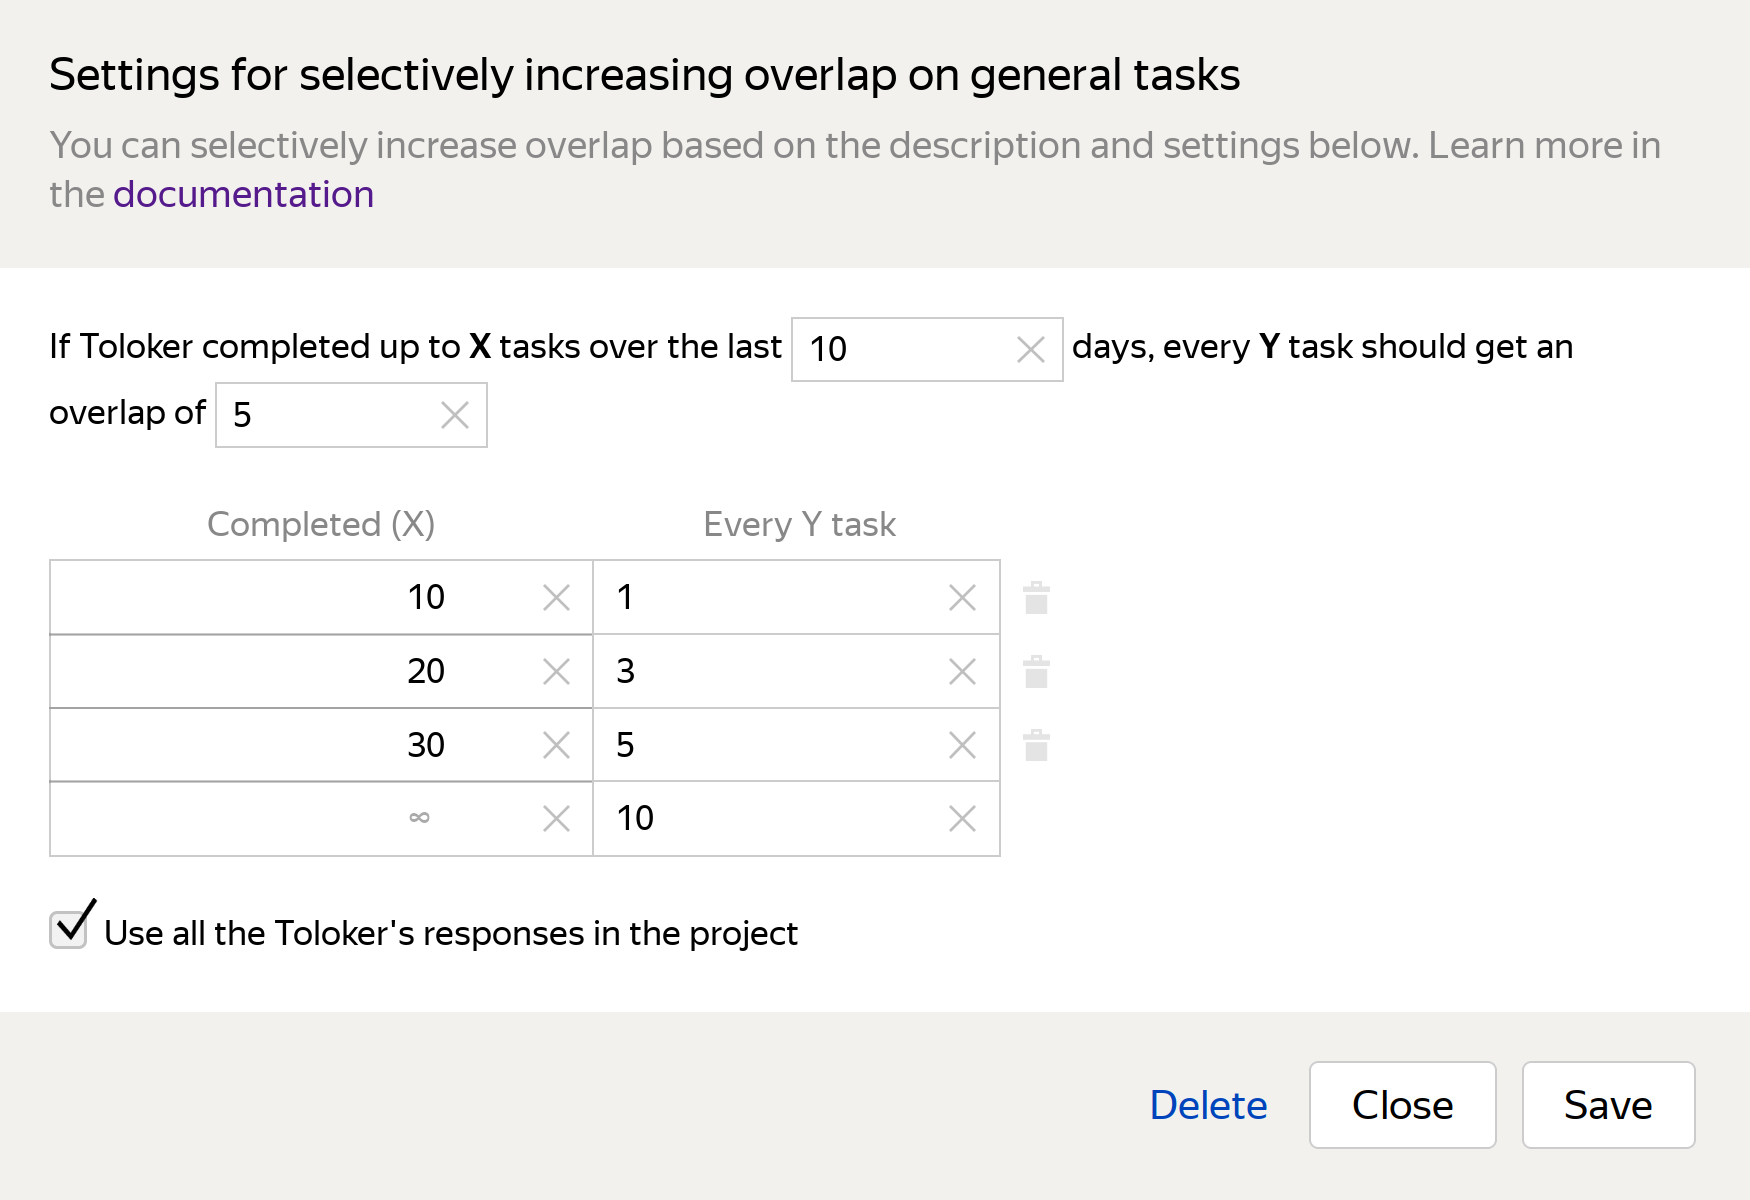 Settings for selectively increasing overlap on general tasks
You can selectively increase overlap based on the description and settings below. Learn more in
the documentation
If Toloker completed up to X tasks over the last 10 days, every Y task should get an
overlap of 5
Completed (X) Every Y task
10 1
20 3
30 5
∞ 10
Use all the Toloker's responses in the project
Delete Close Save